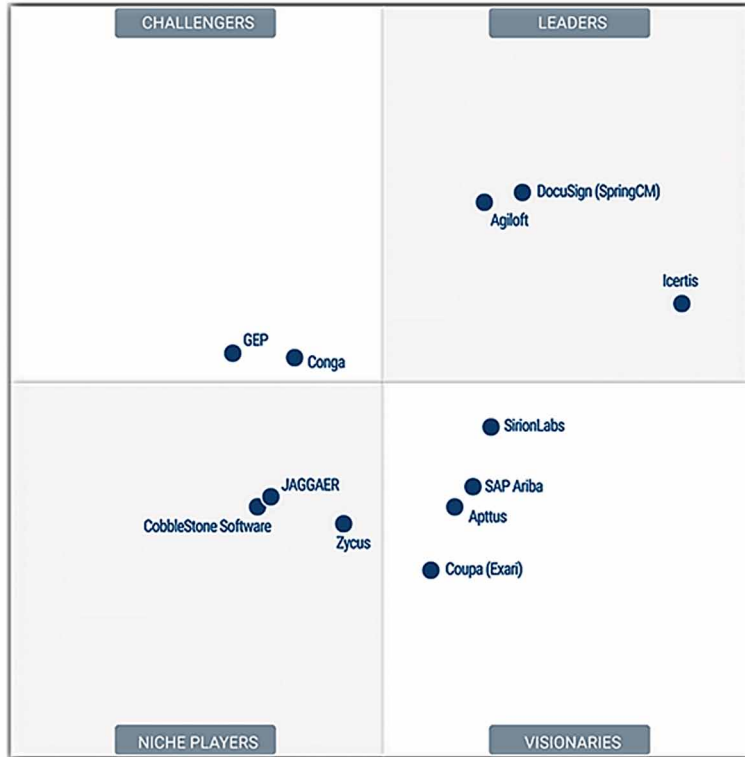 CHALLENGERS
LEADERS
DocuSign (SpringCM)
Agiloft
Icertis
GEP
Conga
SirionLabs
JAGGAER
SAP Ariba
CobbleStone Software
Apttus
Zycus
Coupa (Exari)
NICHE PLAYERS
VISIONARIES